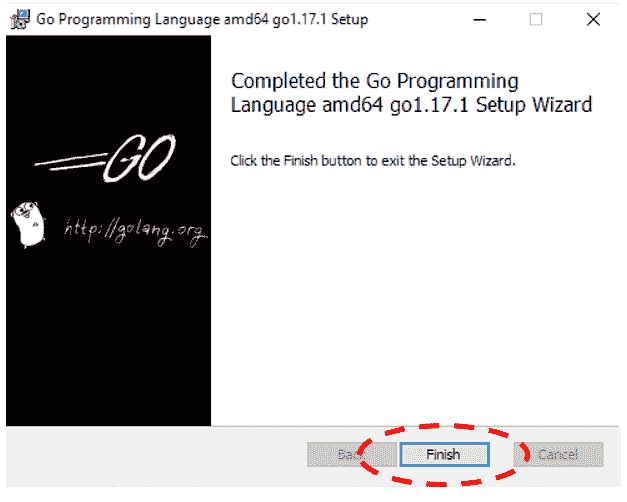 Go Programming Language amd64 go1.17.1 Setup
Completed the Go Programming
Language amd64 go1.17.1 Setup Wizard
Click the Finish button to exit the Setup Wizard.
GO
http://golang.org
Back Finish Cancel